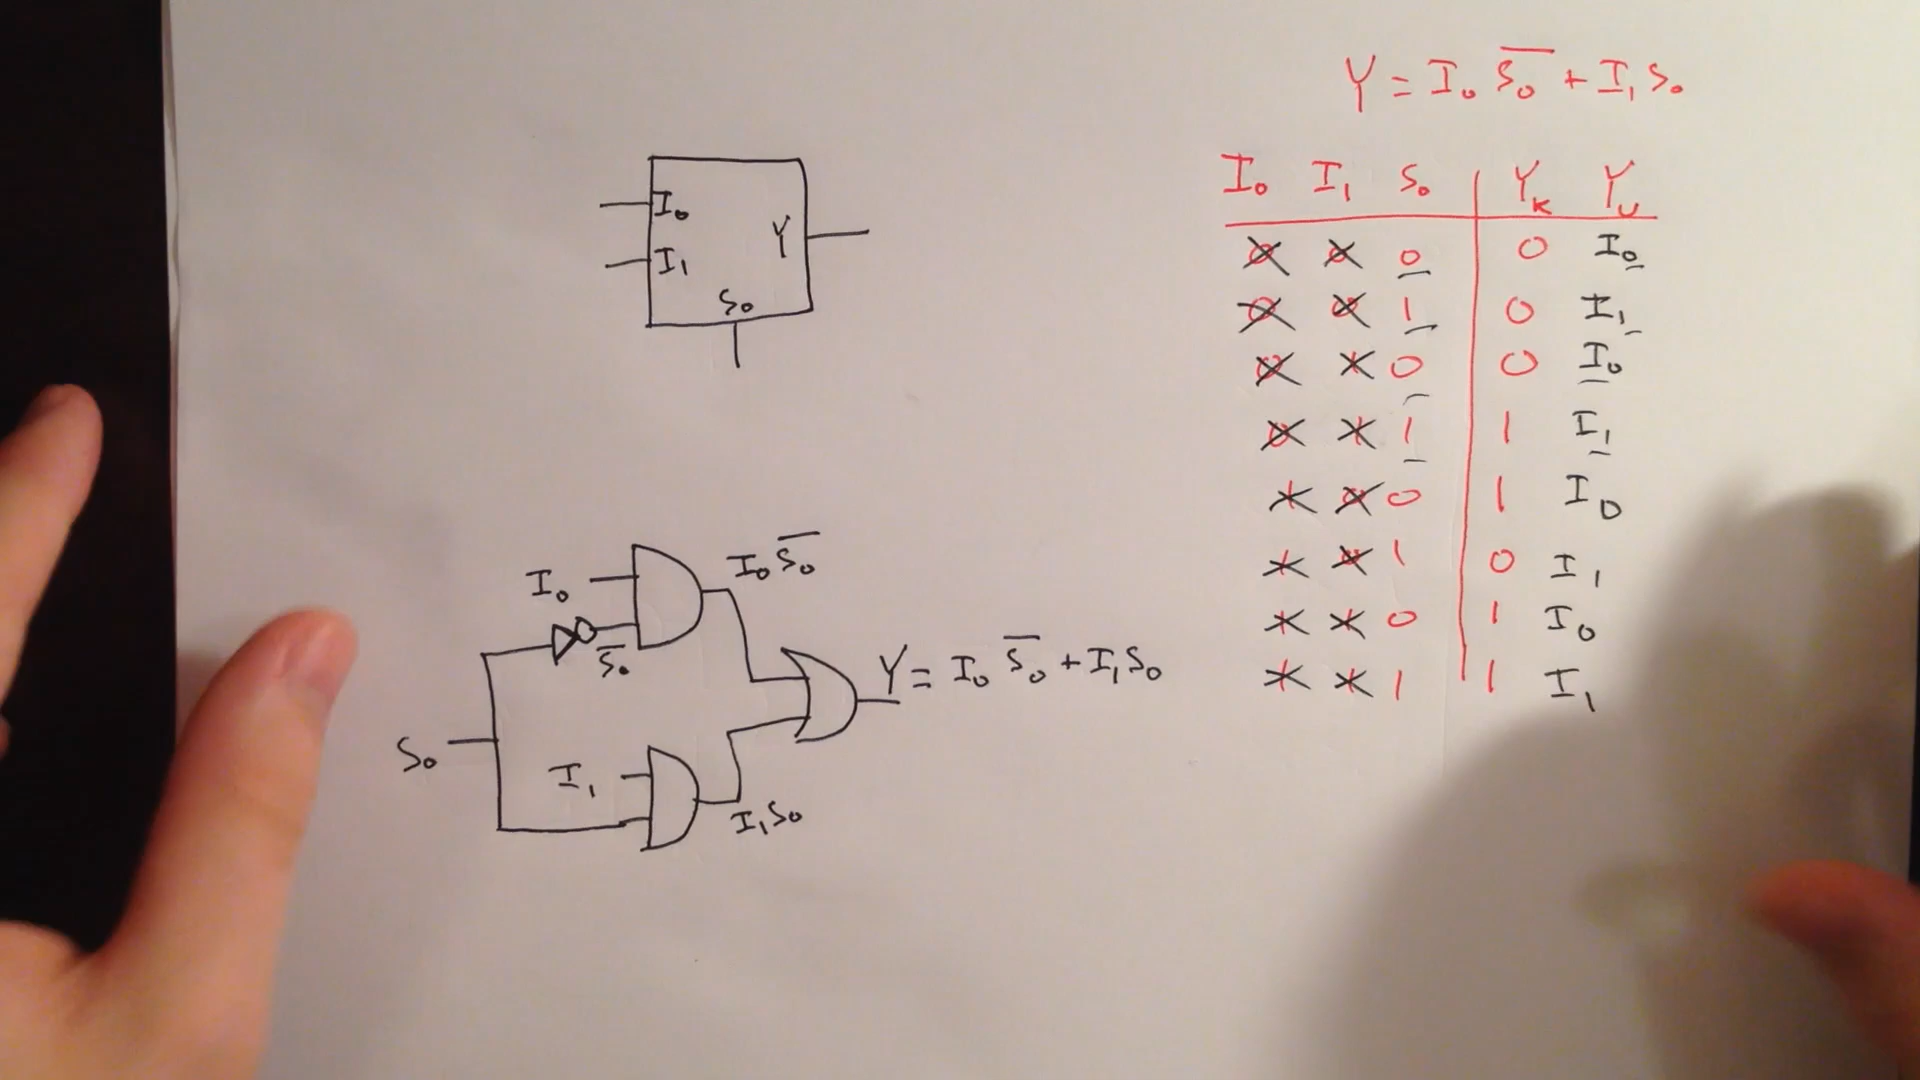 Y = I₀ S̅₀ + I₁ S₀
I₀ I₁ S₀ Y_K Y_U
I₀
I₁
Y
S₀
X X 0 0 I₀
X X 1 0 I₁
X X 0 0 I₀
X X 1 1 I₁
X X 0 1 I₀
X X 1 0 I₁
X X 0 1 I₀
X X 1 1 I₁
I₀
I₀ S̅₀
S̅₀
Y = I₀ S̅₀ + I₁ S₀
S₀
I₁
I₁ S₀